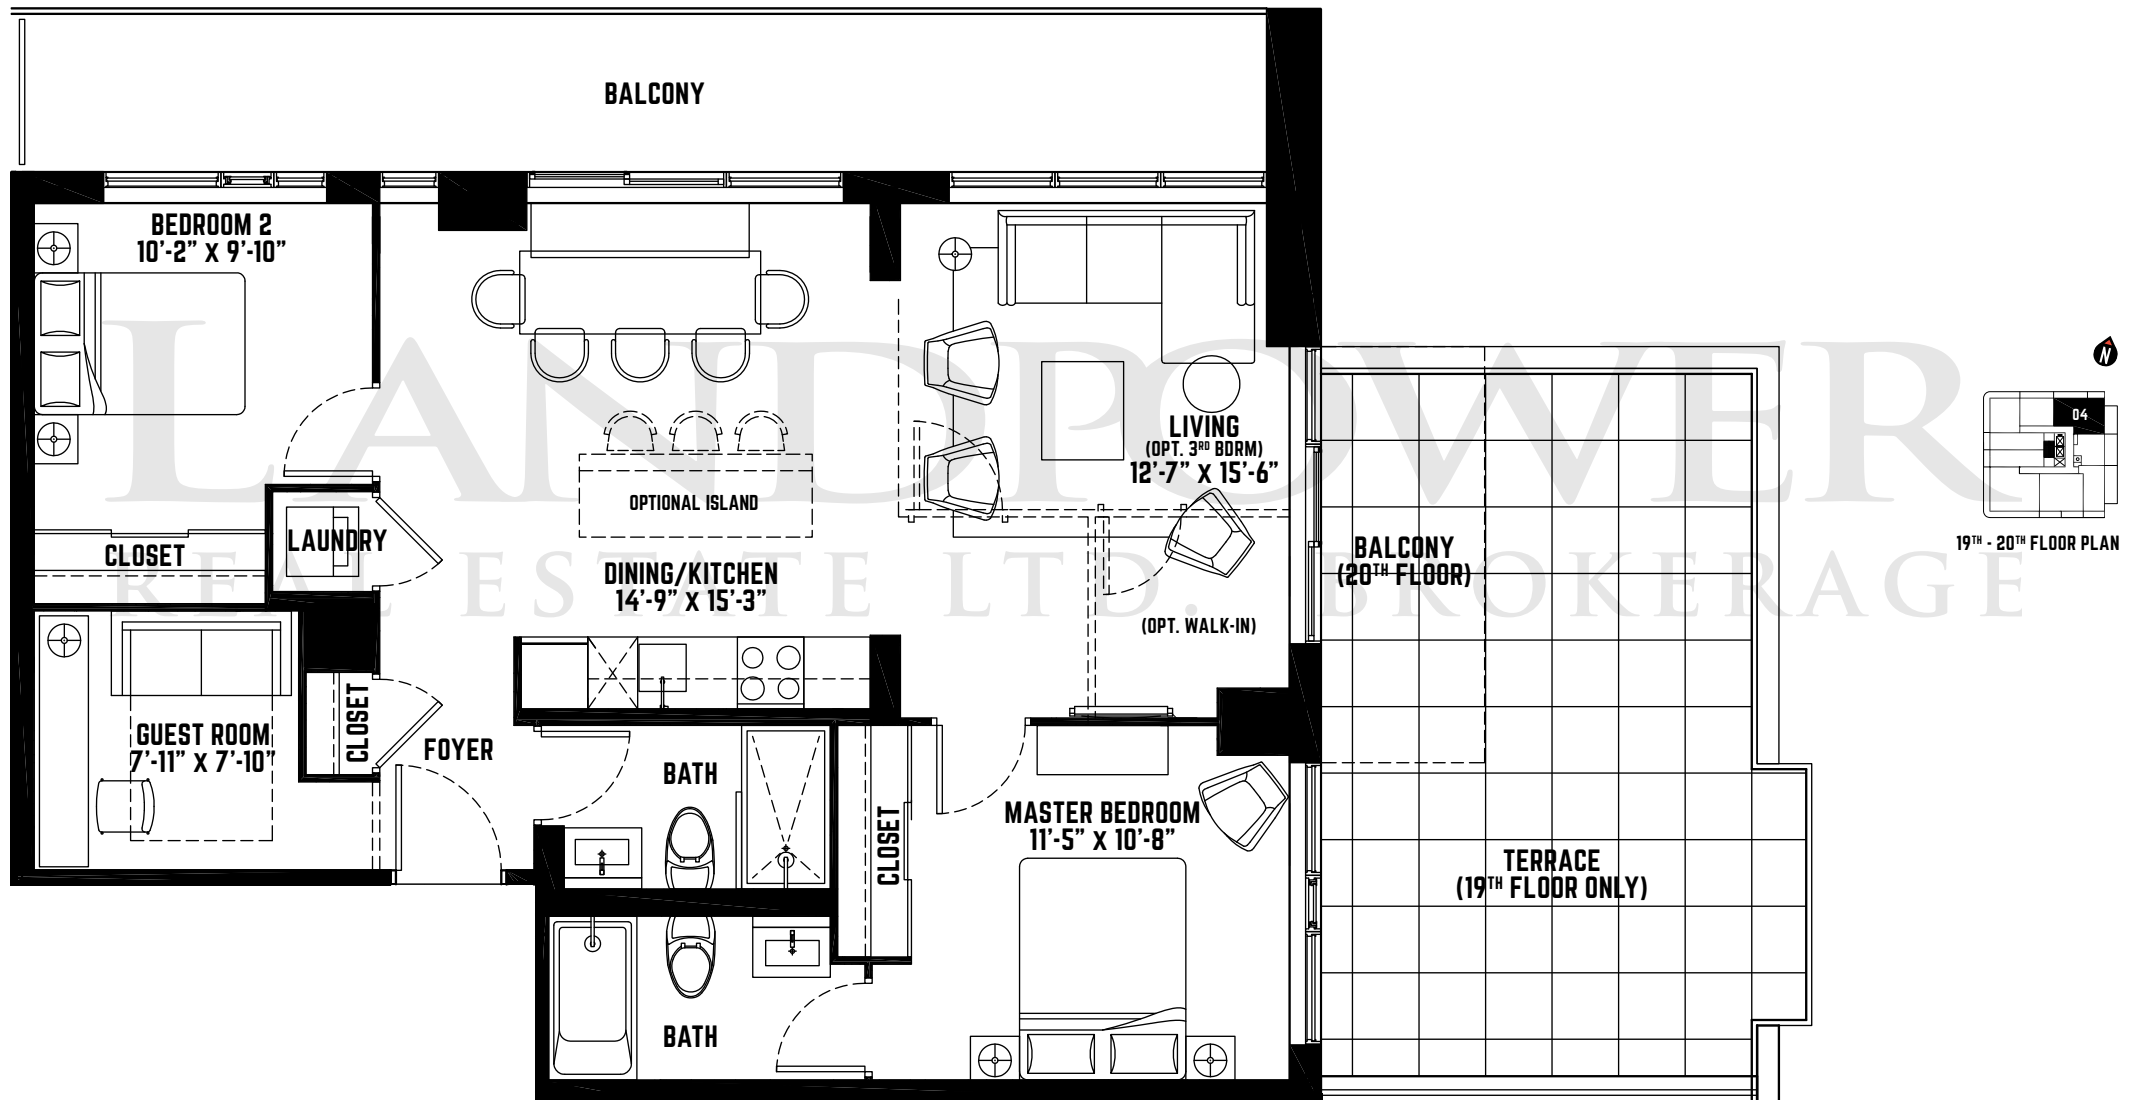 BALCONY
BEDROOM 2
10'-2" X 9'-10"
LIVING
(OPT. 3RD BDRM)
12'-7" X 15'-6"
OPTIONAL ISLAND
DINING/KITCHEN
14'-9" X 15'-3"
(OPT. WALK-IN)
LAUNDRY
CLOSET
GUEST ROOM
7'-11" X 7'-10"
CLOSET
FOYER
BATH
CLOSET
MASTER BEDROOM
11'-5" X 10'-8"
BATH
BALCONY
(20TH FLOOR)
TERRACE
(19TH FLOOR ONLY)
N
04
19TH - 20TH FLOOR PLAN
LANDPOWER
REAL ESTATE LTD. BROKERAGE